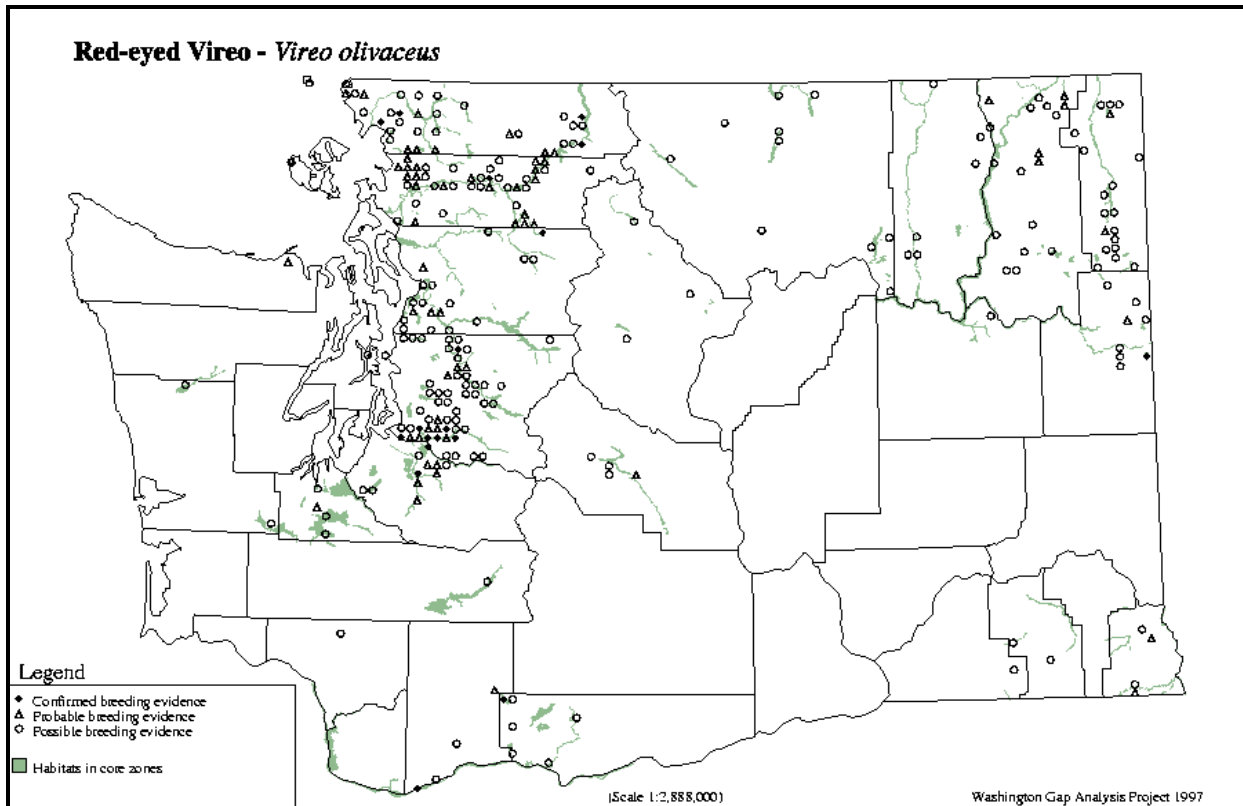 Red-eyed Vireo - Vireo olivaceus
Legend
Confirmed breeding evidence
Probable breeding evidence
Possible breeding evidence
Habitats in core zones
(Scale 1:2,888,000)
Washington Gap Analysis Project 1997